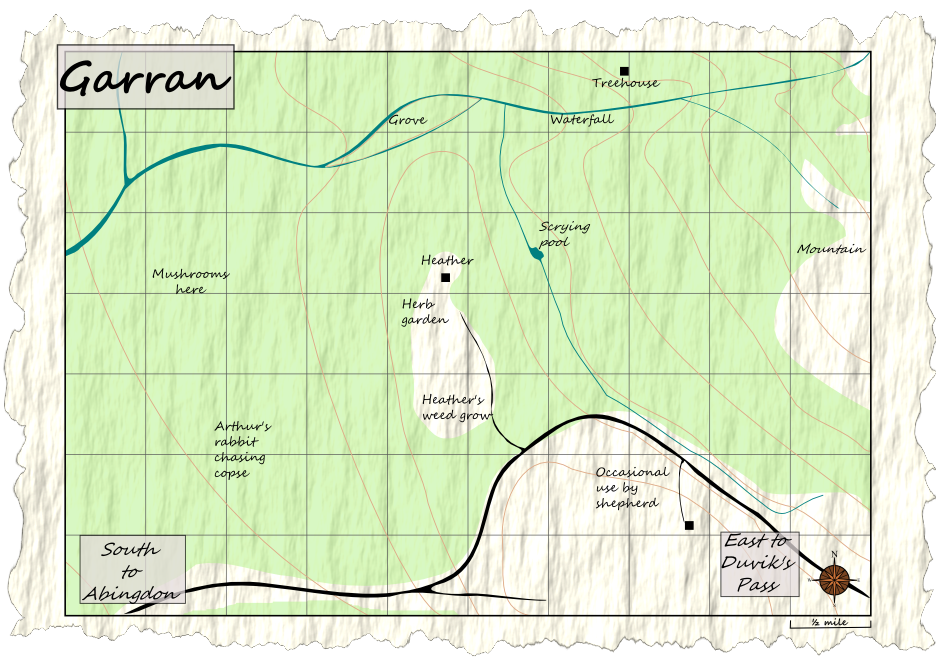 Garran
Treehouse
Grove
Waterfall
Scrying
pool
Mountain
Heather
Mushrooms
here
Herb
garden
Heather's
weed grow
Arthur's
rabbit
chasing
copse
Occasional
use by
shepherd
South
to
Abingdon
East to
Duvik's
Pass
N
½ mile